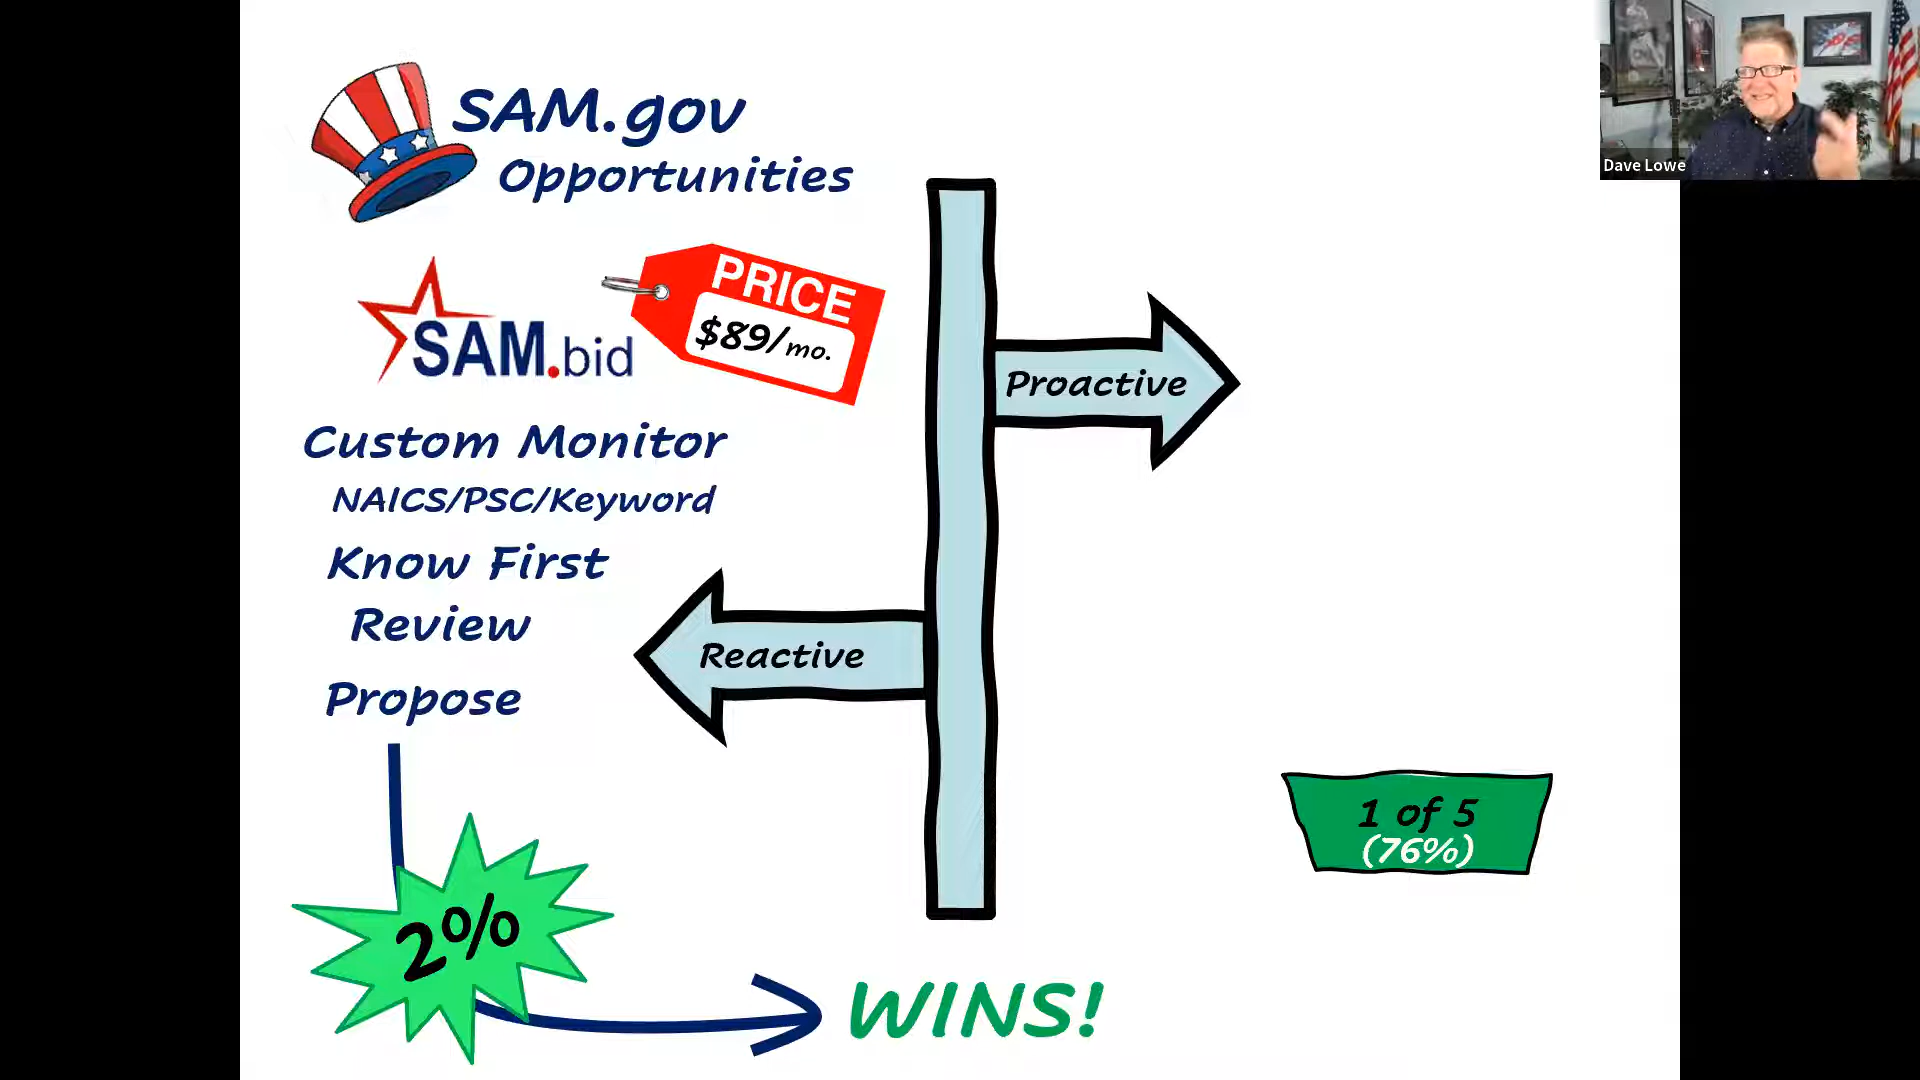 SAM.gov
Opportunities
PRICE
$89/mo.
SAM.bid
Custom Monitor
NAICS/PSC/Keyword
Know First
Review
Propose
2%
WINS!
Proactive
Reactive
1 of 5
(76%)
Dave Lowe